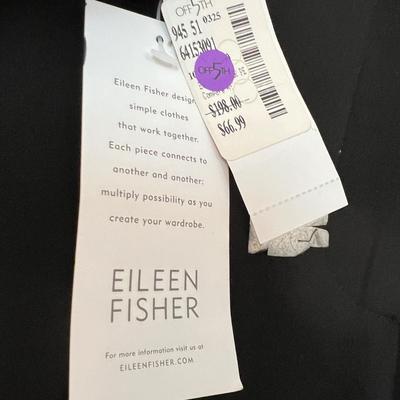 Eileen Fisher designs
simple clothes
that work together.
Each piece connects to
another and another:
multiply possibility as you
create your wardrobe.
EILEEN
FISHER
For more information visit us at
EILEENFISHER.COM
OFF 5TH
945 51 0325
64153091
OFF 5TH
$198.00
$66.99